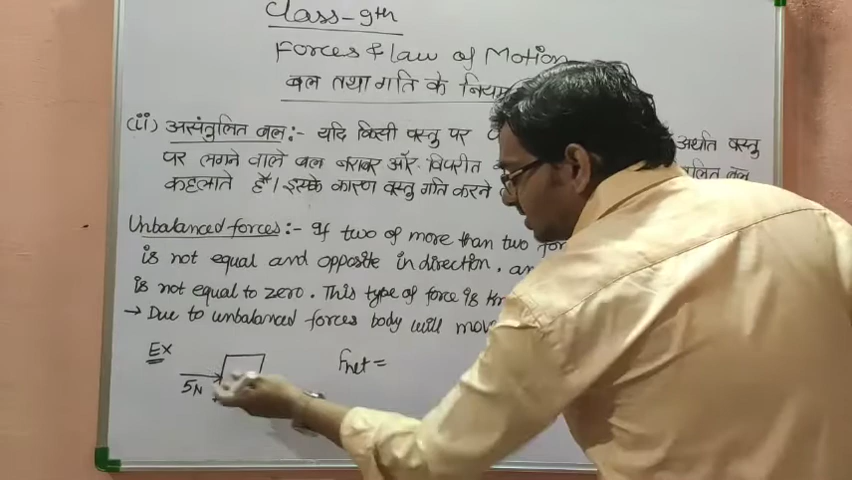 Class-9th
Forces & law of Motion
बल तथा गति के नियम
(ii) असंतुलित बल:- यदि किसी वस्तु पर अर्थात वस्तु
पर लगने वाले बल बराबर और विपरीत
कहलाते है। इसके कारण वस्तु गति करने
Unbalanced forces:- If two of more than two
is not equal and opposite in direction.
is not equal to zero. This type of force is
→ Due to unbalanced forces body will
Ex
5N
Fnet =